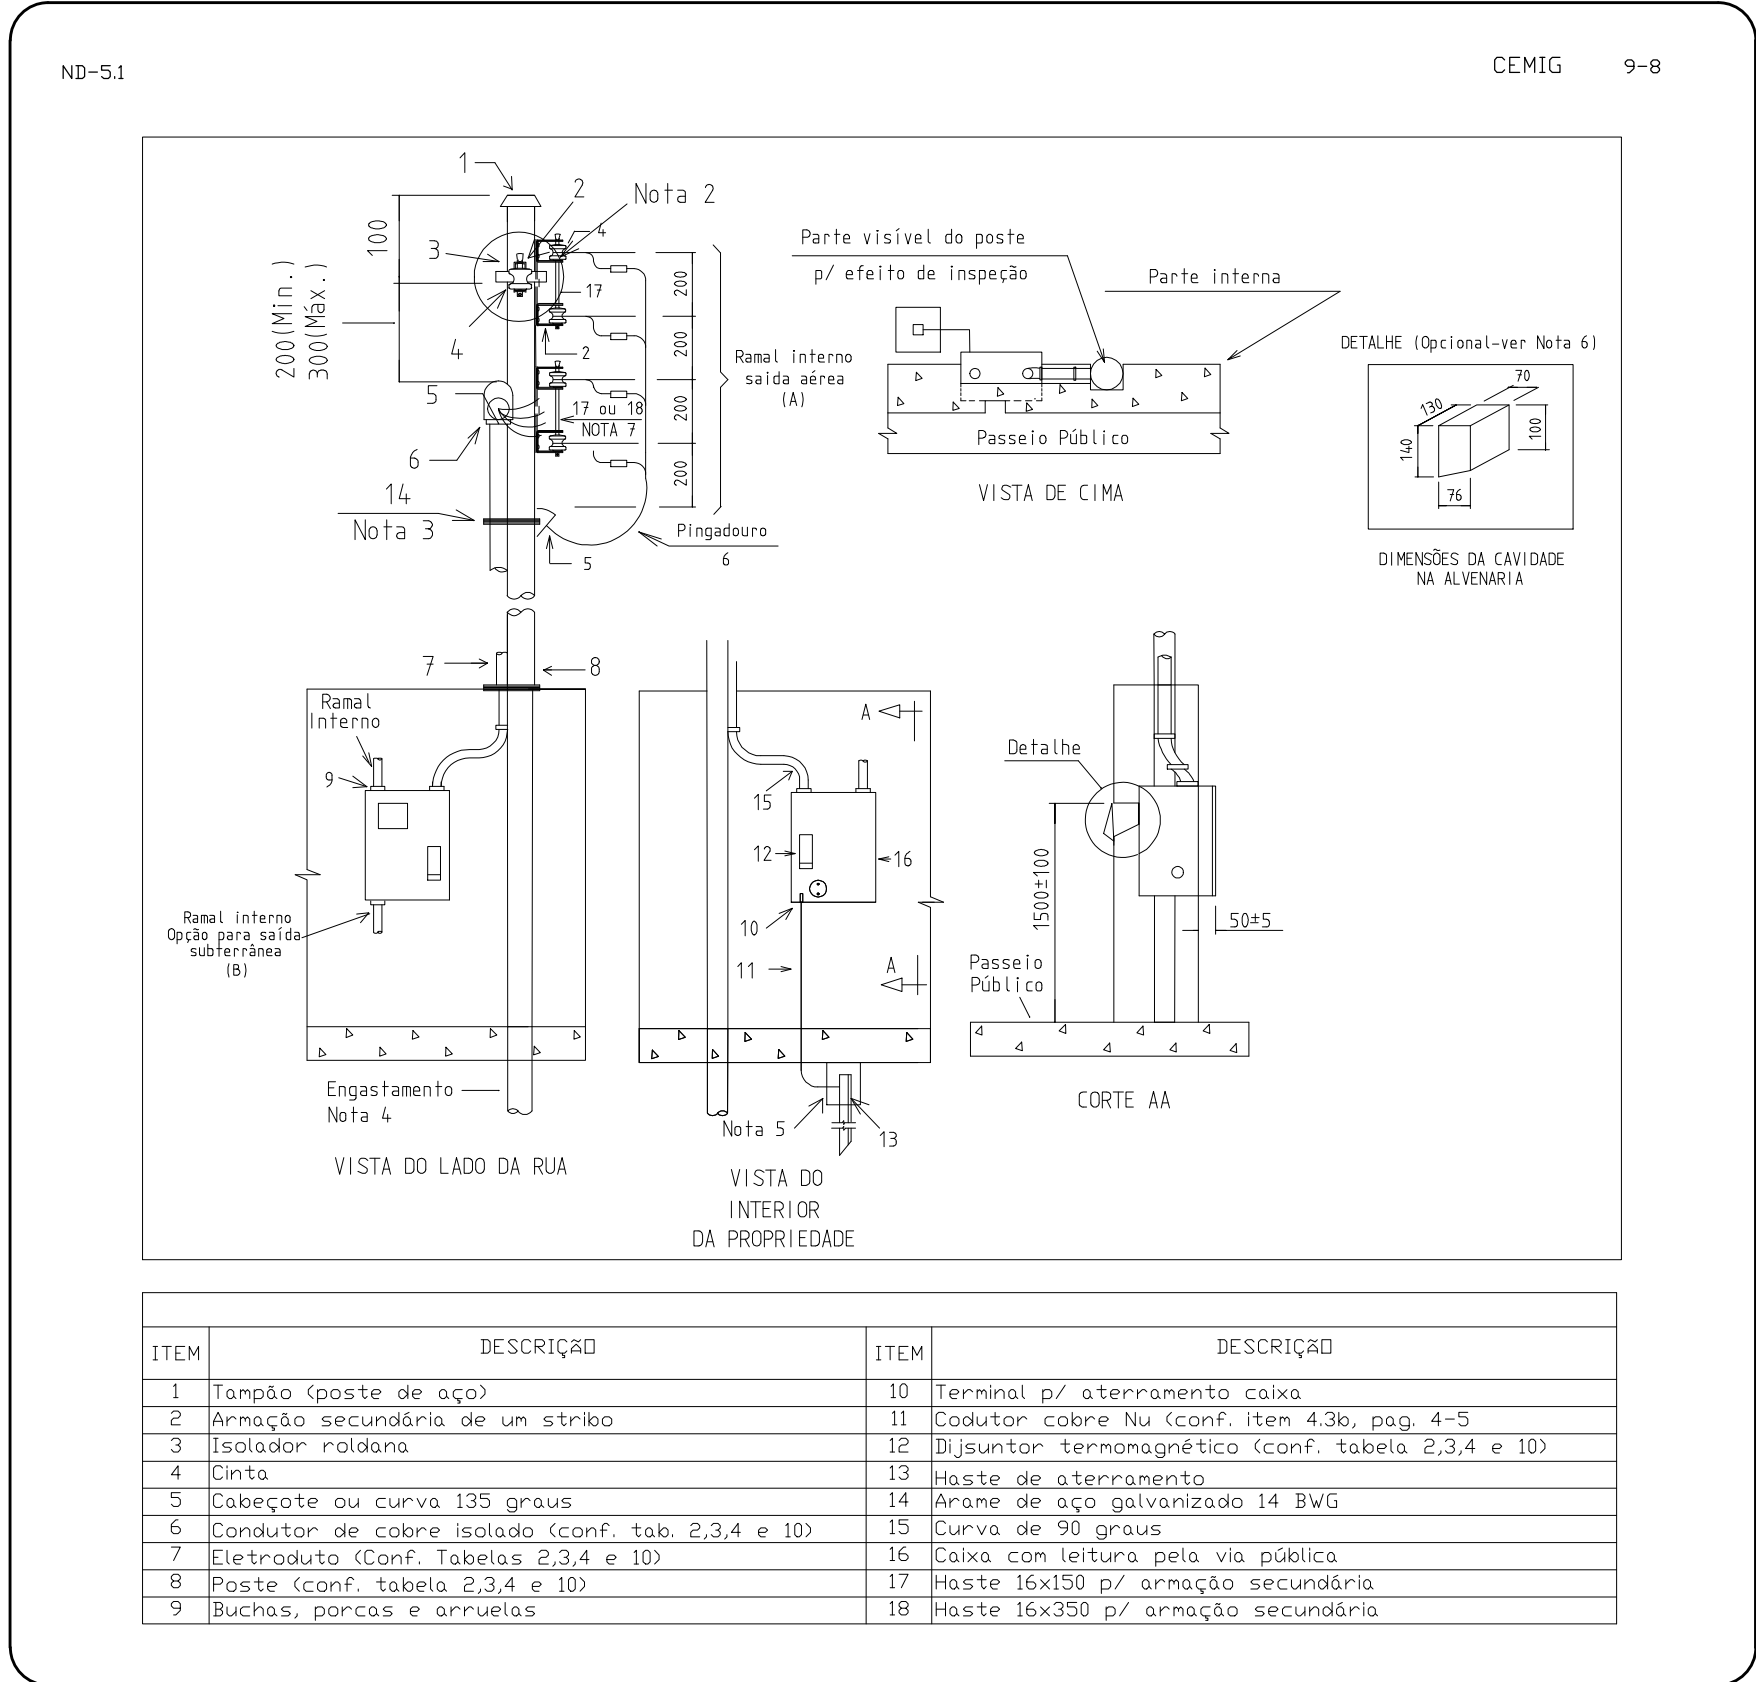 ND-5.1
CEMIG 9-8
1
2
Nota 2
100
3
4
200(Min.)
300(Máx.)
17
4
2
5
17 ou 18
NOTA 7
6
14
Nota 3
5
200
200
200
200
Ramal interno
saida aérea
(A)
Pingadouro
6
Parte visível do poste
p/ efeito de inspeção
Parte interna
Passeio Público
VISTA DE CIMA
DETALHE (Opcional-ver Nota 6)
70
130
140
100
76
DIMENSÕES DA CAVIDADE
NA ALVENARIA
7
8
Ramal
Interno
9
Ramal interno
Opção para saída
subterrânea
(B)
Engastamento
Nota 4
VISTA DO LADO DA RUA
A
15
12
16
10
11
A
Nota 5
13
VISTA DO
INTERIOR
DA PROPRIEDADE
Detalhe
1500±100
50±5
Passeio
Público
CORTE AA
ITEM DESCRIÇãO ITEM DESCRIÇãO
1 Tampão (poste de aço) 10 Terminal p/ aterramento caixa
2 Armação secundária de um stribo 11 Codutor cobre Nu (conf. item 4.3b, pag. 4-5
3 Isolador roldana 12 Dijsuntor termomagnético (conf. tabela 2,3,4 e 10)
4 Cinta 13 Haste de aterramento
5 Cabeçote ou curva 135 graus 14 Arame de aço galvanizado 14 BWG
6 Condutor de cobre isolado (conf. tab. 2,3,4 e 10) 15 Curva de 90 graus
7 Eletroduto (Conf. Tabelas 2,3,4 e 10) 16 Caixa com leitura pela via pública
8 Poste (conf. tabela 2,3,4 e 10) 17 Haste 16x150 p/ armação secundária
9 Buchas, porcas e arruelas 18 Haste 16x350 p/ armação secundária